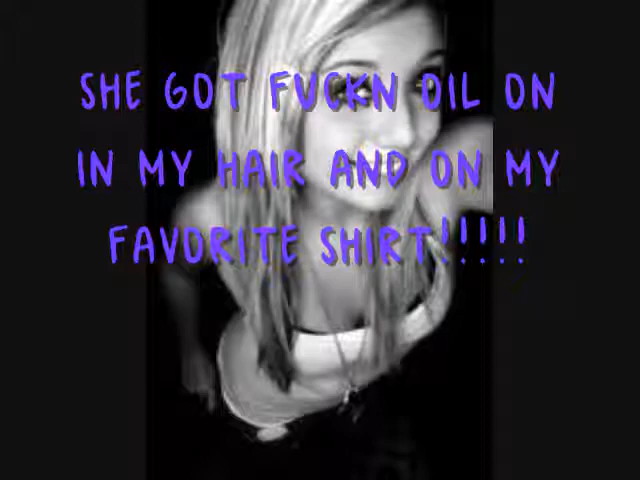 SHE GOT FUCKN OIL ON
IN MY HAIR AND ON MY
FAVORITE SHIRT!!!!!